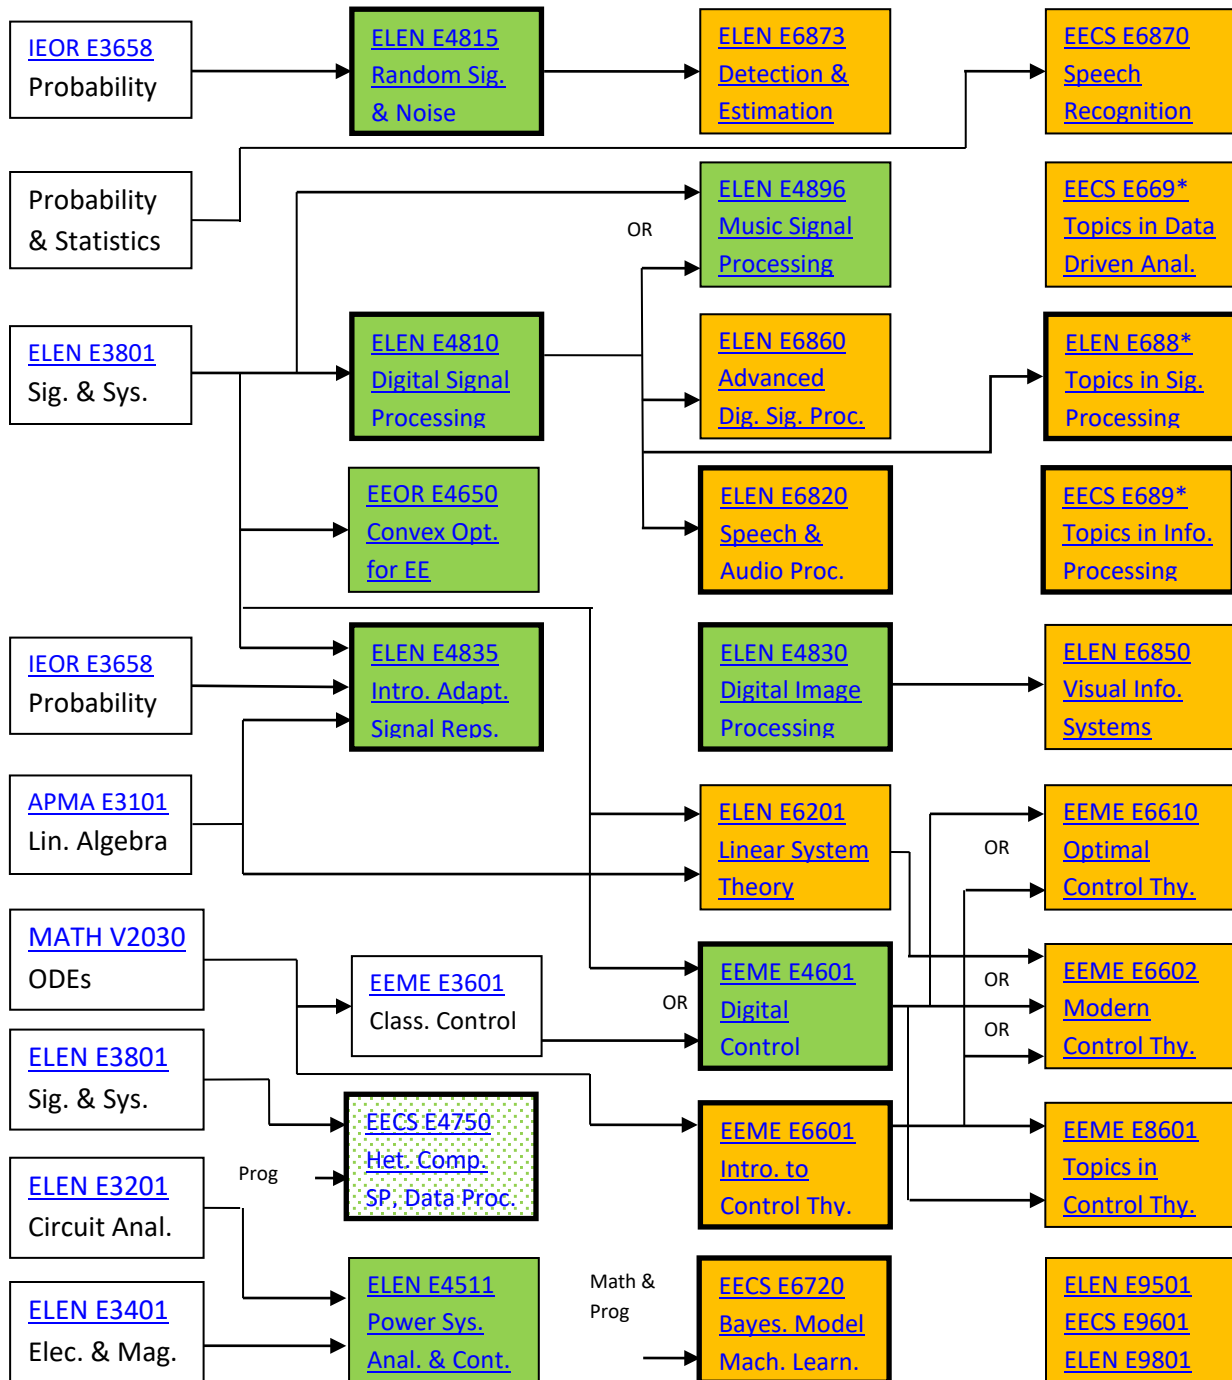 IEOR E3658
Probability
ELEN E4815
Random Sig.
& Noise
ELEN E6873
Detection &
Estimation
EECS E6870
Speech
Recognition
Probability
& Statistics
OR
ELEN E4896
Music Signal
Processing
EECS E669*
Topics in Data
Driven Anal.
ELEN E3801
Sig. & Sys.
ELEN E4810
Digital Signal
Processing
ELEN E6860
Advanced
Dig. Sig. Proc.
ELEN E688*
Topics in Sig.
Processing
EEOR E4650
Convex Opt.
for EE
ELEN E6820
Speech &
Audio Proc.
EECS E689*
Topics in Info.
Processing
IEOR E3658
Probability
ELEN E4835
Intro. Adapt.
Signal Reps.
ELEN E4830
Digital Image
Processing
ELEN E6850
Visual Info.
Systems
APMA E3101
Lin. Algebra
ELEN E6201
Linear System
Theory
OR
EEME E6610
Optimal
Control Thy.
MATH V2030
ODEs
EEME E3601
Class. Control
OR
EEME E4601
Digital
Control
OR
OR
EEME E6602
Modern
Control Thy.
ELEN E3801
Sig. & Sys.
Prog
EECS E4750
Het. Comp.
SP, Data Proc.
EEME E6601
Intro. to
Control Thy.
EEME E8601
Topics in
Control Thy.
ELEN E3201
Circuit Anal.
ELEN E3401
Elec. & Mag.
ELEN E4511
Power Sys.
Anal. & Cont.
Math &
Prog
EECS E6720
Bayes. Model
Mach. Learn.
ELEN E9501
EECS E9601
ELEN E9801